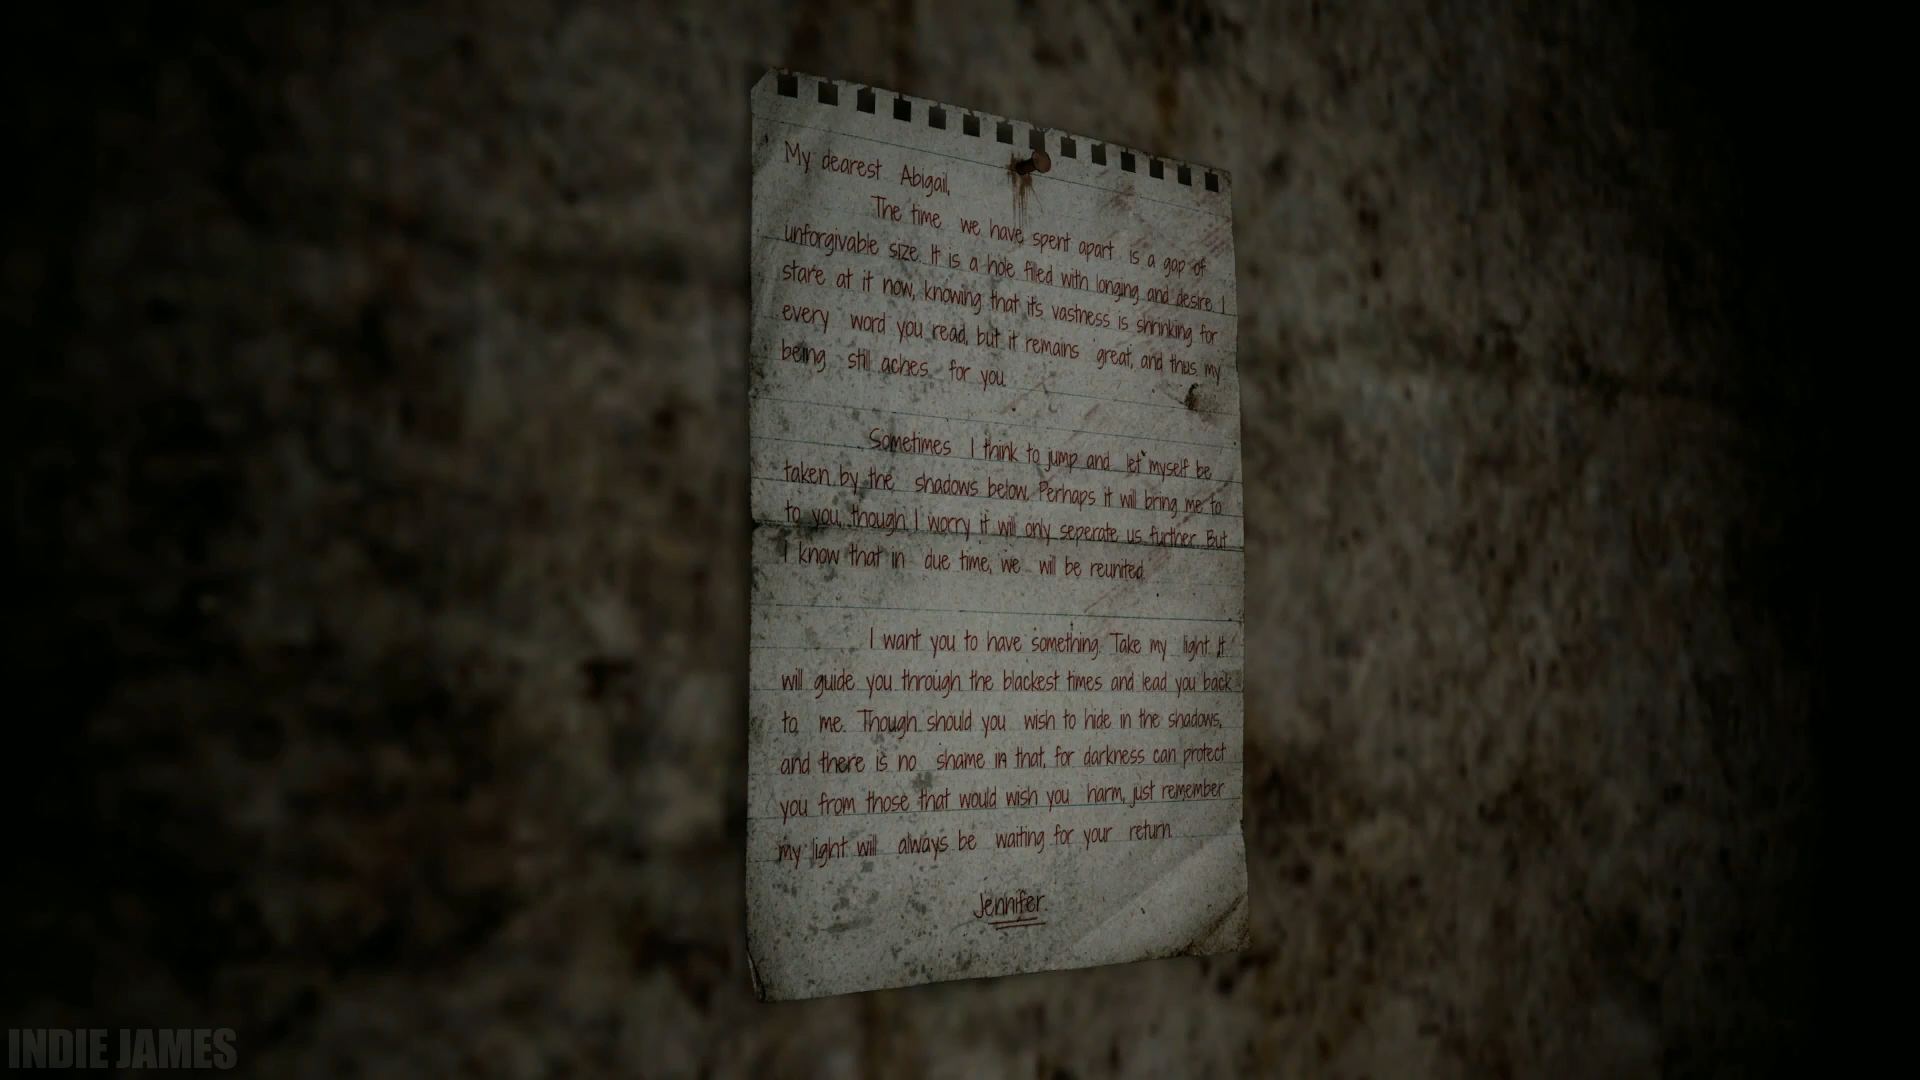 My dearest Abigail,
The time we have spent apart is a gap of
unforgivable size. It is a hole filled with longing and desire. I
stare at it now, knowing that it's vastness is shrinking for
every word you read, but it remains great, and thus my
being still aches for you.
Sometimes I think to jump and let myself be
taken by the shadows below. Perhaps it will bring me to
to you, though I worry it will only seperate us further. But
I know that in due time, we will be reunited.
I want you to have something. Take my light. It
will guide you through the blackest times and lead you back
to me. Though should you wish to hide in the shadows,
and there is no shame in that, for darkness can protect
you from those that would wish you harm, just remember
my light will always be waiting for your return.
Jennifer
INDIE JAMES